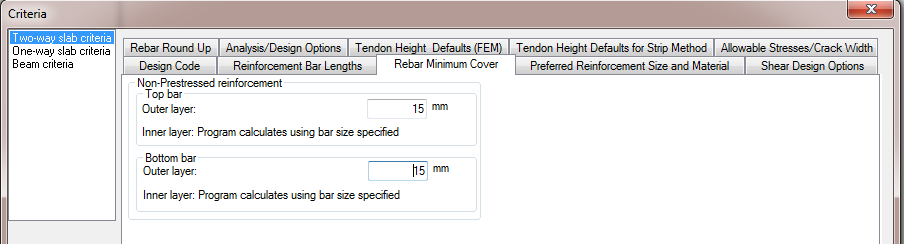 Criteria
Two-way slab criteria
One-way slab criteria
Beam criteria
Rebar Round Up Analysis/Design Options Tendon Height Defaults (FEM) Tendon Height Defaults for Strip Method Allowable Stresses/Crack Width
Design Code Reinforcement Bar Lengths Rebar Minimum Cover Preferred Reinforcement Size and Material Shear Design Options
Non-Prestressed reinforcement
Top bar
Outer layer: 15 mm
Inner layer: Program calculates using bar size specified
Bottom bar
Outer layer: 15 mm
Inner layer: Program calculates using bar size specified